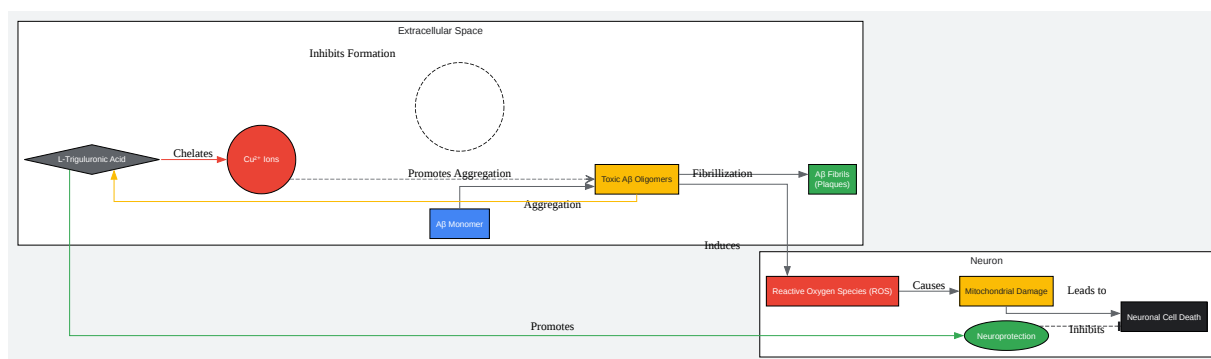 Extracellular Space
Inhibits Formation
L-Triguluronic Acid
Chelates
Cu²⁺ Ions
Promotes Aggregation
Toxic Aβ Oligomers
Fibrillization
Aβ Fibrils
(Plaques)
Aggregation
Aβ Monomer
Induces
Neuron
Reactive Oxygen Species (ROS)
Causes
Mitochondrial Damage
Leads to
Neuronal Cell Death
Promotes
Neuroprotection
Inhibits